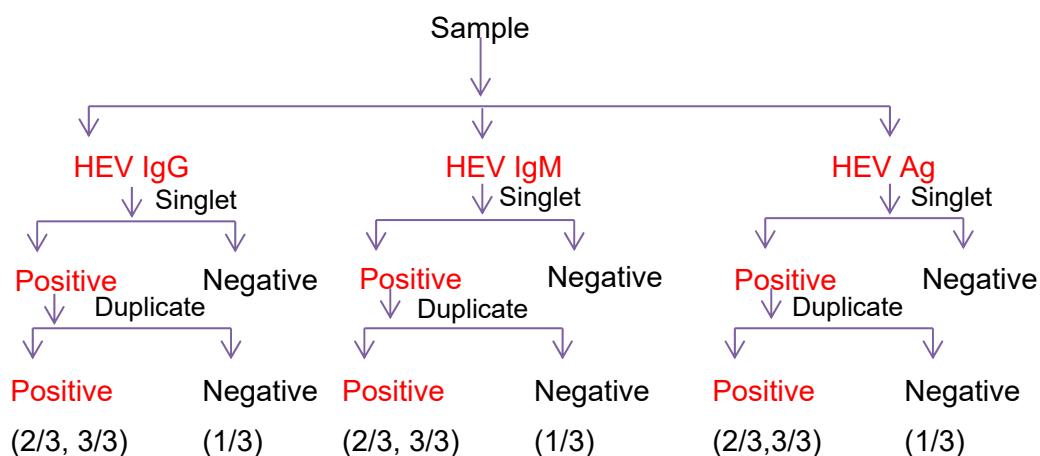 Sample
HEV IgG HEV IgM HEV Ag
Singlet Singlet Singlet
Positive Negative Positive Negative Positive Negative
Duplicate Duplicate Duplicate
Positive Negative Positive Negative Positive Negative
(2/3, 3/3) (1/3) (2/3, 3/3) (1/3) (2/3,3/3) (1/3)